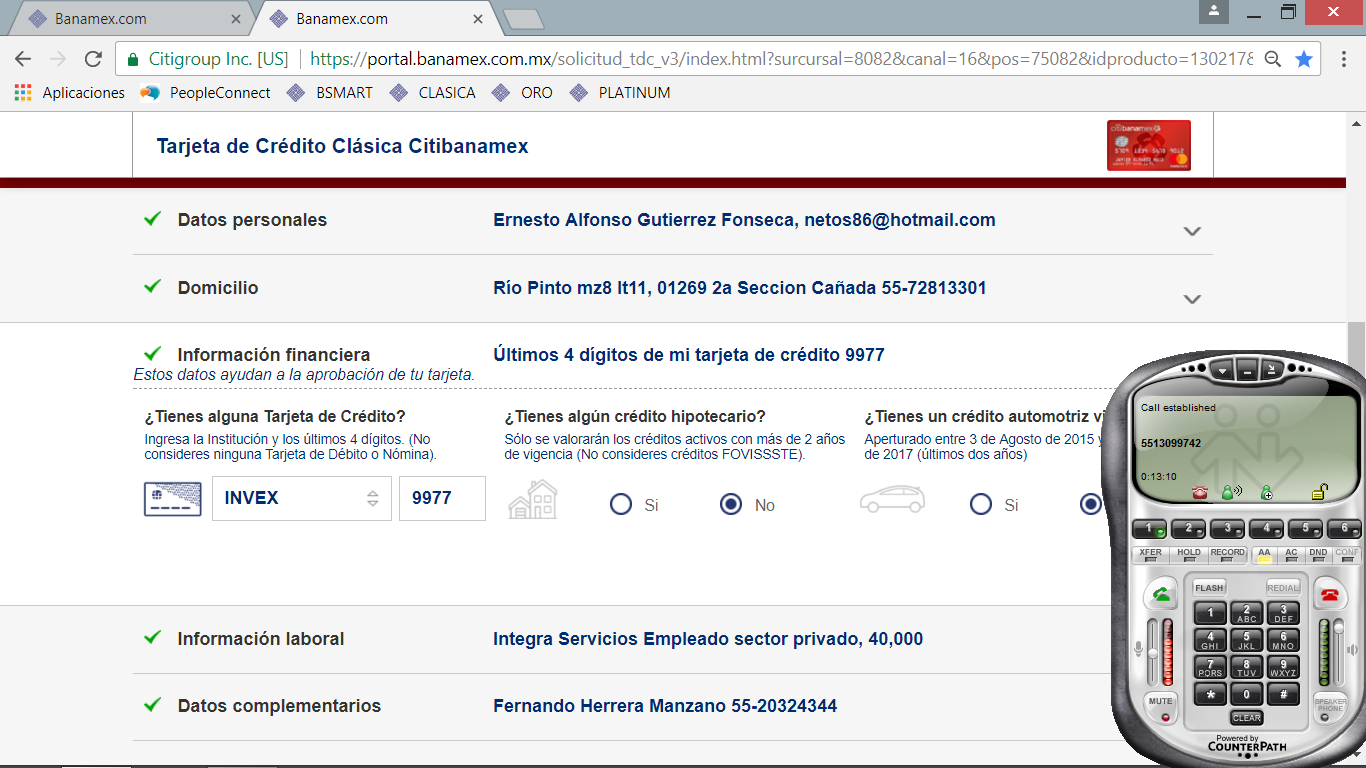 Banamex.com
Banamex.com
Citigroup Inc. [US] https://portal.banamex.com.mx/solicitud_tdc_v3/index.html?surcursal=8082&canal=16&pos=75082&idproducto=130217&
Aplicaciones PeopleConnect BSMART CLASICA ORO PLATINUM
Tarjeta de Crédito Clásica Citibanamex
citibanamex
Datos personales Ernesto Alfonso Gutierrez Fonseca, netos86@hotmail.com
Domicilio Río Pinto mz8 lt11, 01269 2a Seccion Cañada 55-72813301
Información financiera Últimos 4 dígitos de mi tarjeta de crédito 9977
Estos datos ayudan a la aprobación de tu tarjeta.
¿Tienes alguna Tarjeta de Crédito? ¿Tienes algún crédito hipotecario? ¿Tienes un crédito automotriz vi
Ingresa la Institución y los últimos 4 dígitos. (No Sólo se valorarán los créditos activos con más de 2 años Aperturado entre 3 de Agosto de 2015 y
consideres ninguna Tarjeta de Débito o Nómina). de vigencia (No consideres créditos FOVISSSTE). de 2017 (últimos dos años)
INVEX 9977 Si No Si
Información laboral Integra Servicios Empleado sector privado, 40,000
Datos complementarios Fernando Herrera Manzano 55-20324344
Call established
5513099742
0:13:10
1 2 3 4 5 6
XFER HOLD RECORD AA AC DND CONF
FLASH REDIAL
1 2 ABC 3 DEF
4 GHI 5 JKL 6 MNO
7 PQRS 8 TUV 9 WXYZ
* 0 #
MUTE CLEAR SPEAKER PHONE
Powered by
COUNTERPATH